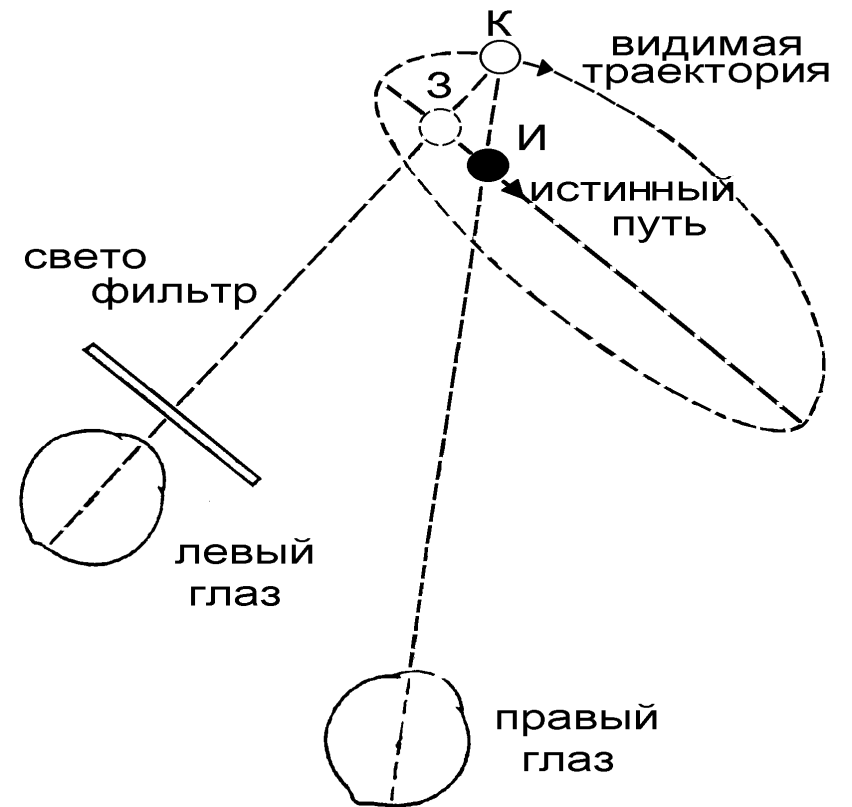 К
видимая
траектория
З
И
истинный
путь
свето
фильтр
левый
глаз
правый
глаз